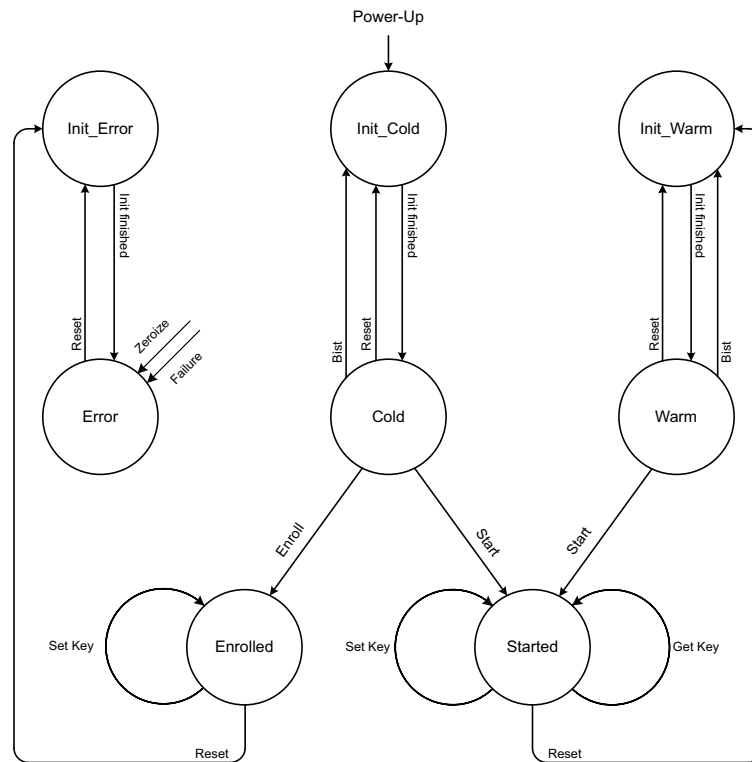 Power-Up
Init_Error
Init_Cold
Init_Warm
Init finished
Init finished
Init finished
Reset
Zeroize
Failure
Bist
Reset
Reset
Bist
Error
Cold
Warm
Enroll
Start
Start
Set Key
Enrolled
Set Key
Started
Get Key
Reset
Reset